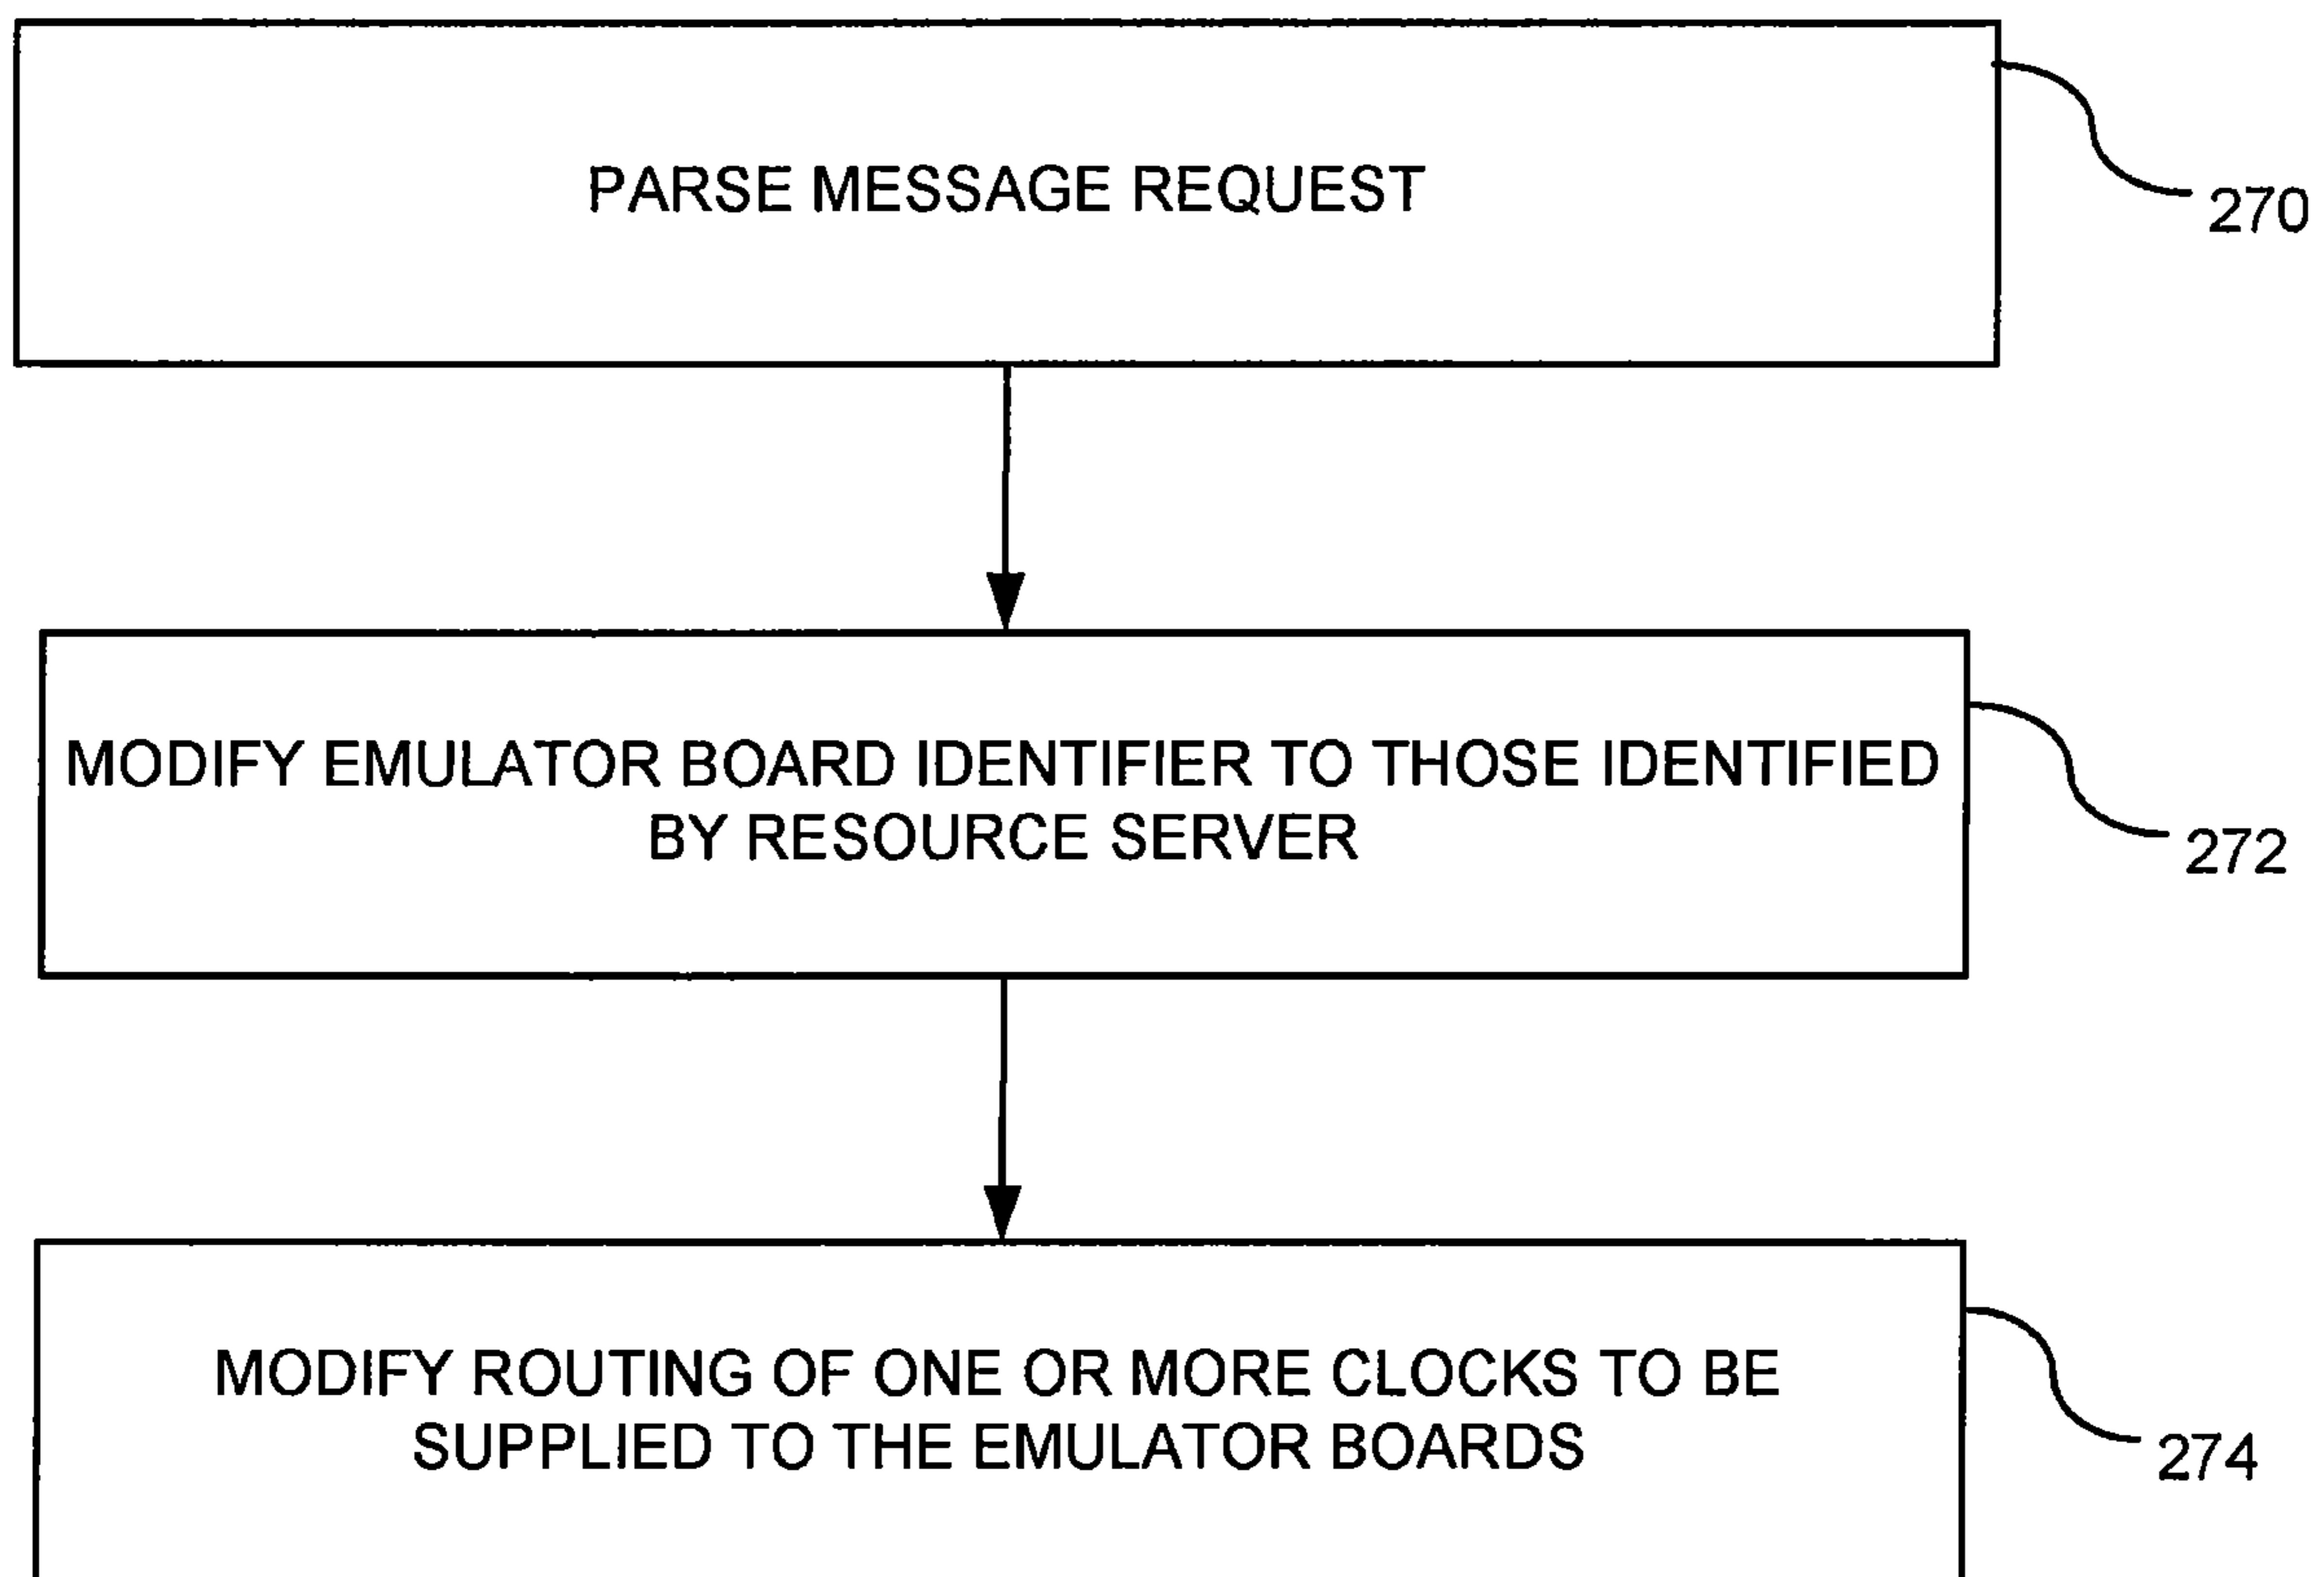 PARSE MESSAGE REQUEST
270
MODIFY EMULATOR BOARD IDENTIFIER TO THOSE IDENTIFIED
BY RESOURCE SERVER
272
MODIFY ROUTING OF ONE OR MORE CLOCKS TO BE
SUPPLIED TO THE EMULATOR BOARDS
274